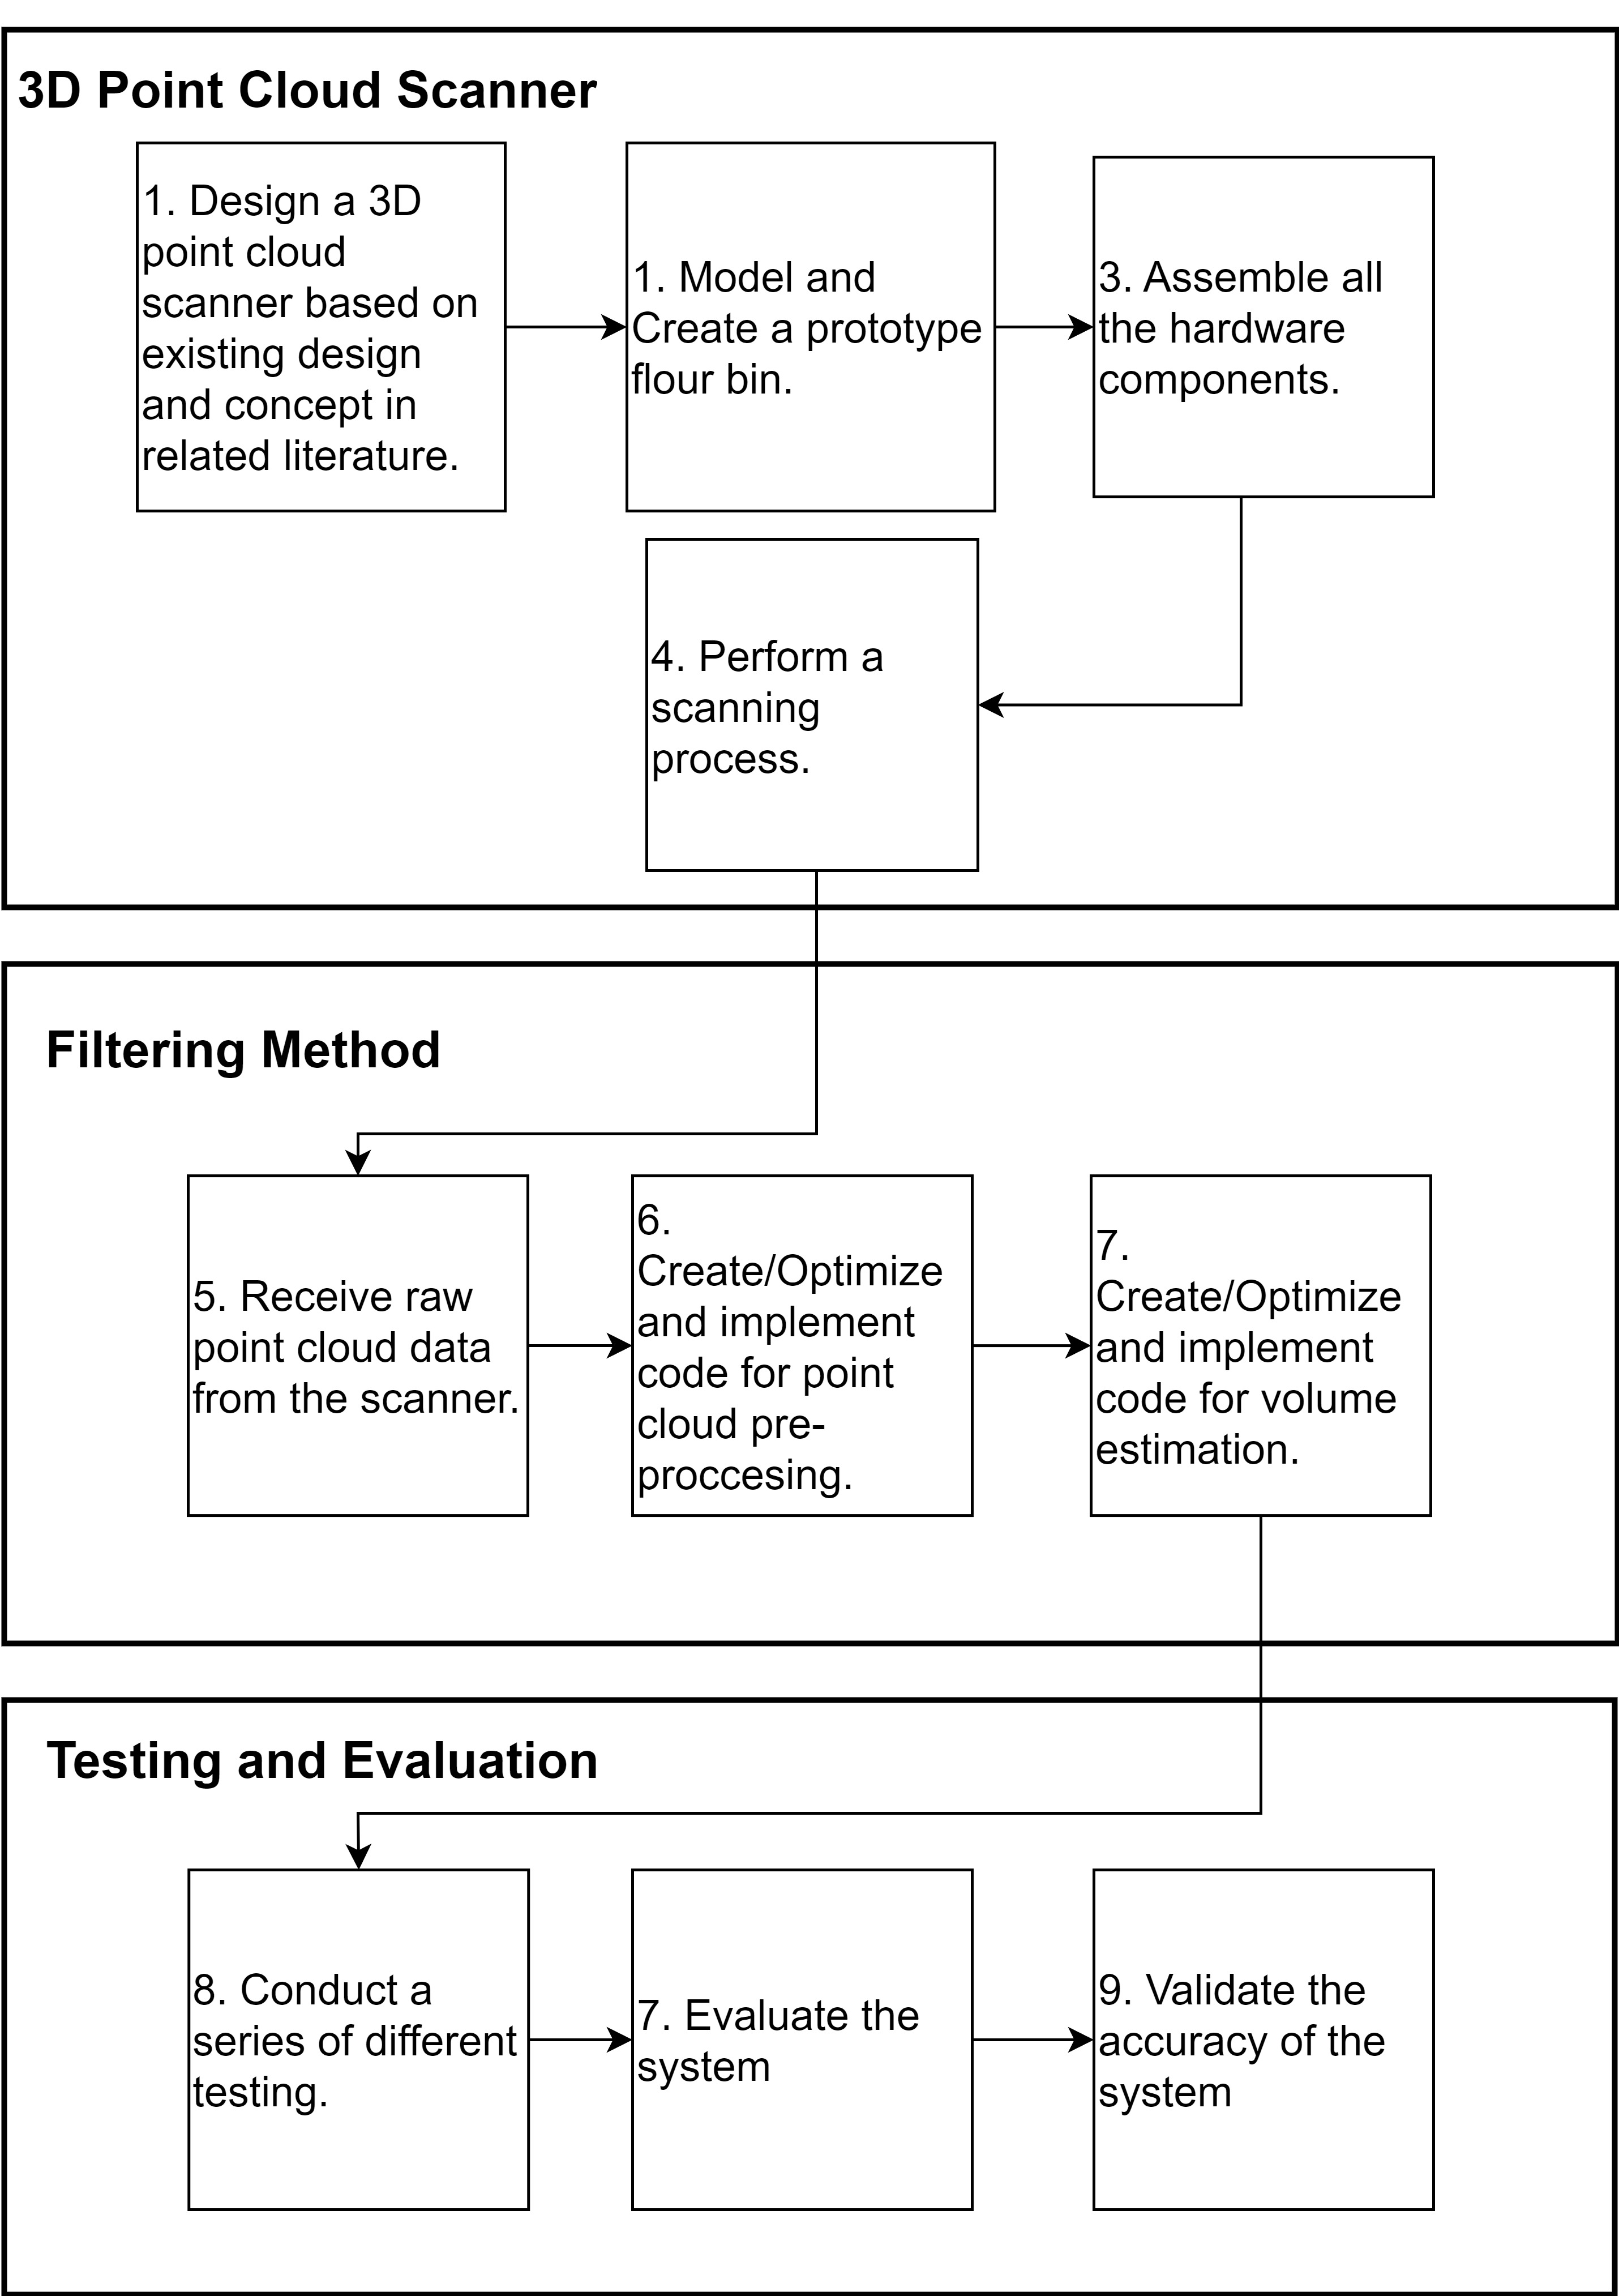 3D Point Cloud Scanner
1. Design a 3D
point cloud
scanner based on
existing design
and concept in
related literature.
1. Model and
Create a prototype
flour bin.
3. Assemble all
the hardware
components.
4. Perform a
scanning
process.
Filtering Method
5. Receive raw
point cloud data
from the scanner.
6.
Create/Optimize
and implement
code for point
cloud pre-
proccesing.
7.
Create/Optimize
and implement
code for volume
estimation.
Testing and Evaluation
8. Conduct a
series of different
testing.
7. Evaluate the
system
9. Validate the
accuracy of the
system